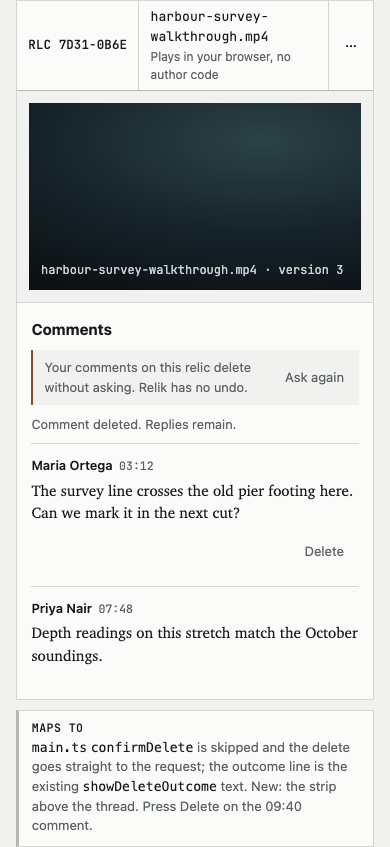 RLC 7D31-0B6E
harbour-survey-
walkthrough.mp4
Plays in your browser, no
author code
…
harbour-survey-walkthrough.mp4 · version 3
Comments
Your comments on this relic delete
without asking. Relik has no undo.
Ask again
Comment deleted. Replies remain.
Maria Ortega 03:12
The survey line crosses the old pier footing here.
Can we mark it in the next cut?
Delete
Priya Nair 07:48
Depth readings on this stretch match the October
soundings.
MAPS TO
main.ts confirmDelete is skipped and the delete
goes straight to the request; the outcome line is the
existing showDeleteOutcome text. New: the strip
above the thread. Press Delete on the 09:40
comment.